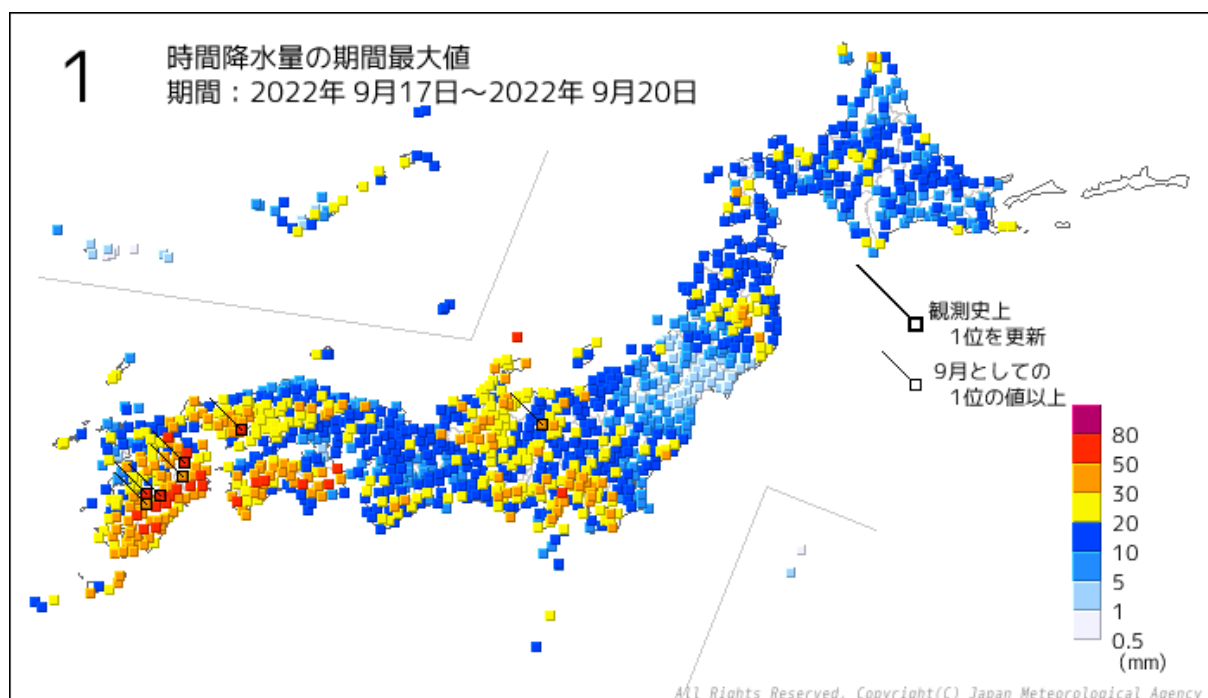 1
時間降水量の期間最大値
期間：2022年 9月17日～2022年 9月20日
観測史上
1位を更新
9月としての
1位の値以上
80
50
30
20
10
5
1
0.5
(mm)
All Rights Reserved. Copyright(C) Japan Meteorological Agency